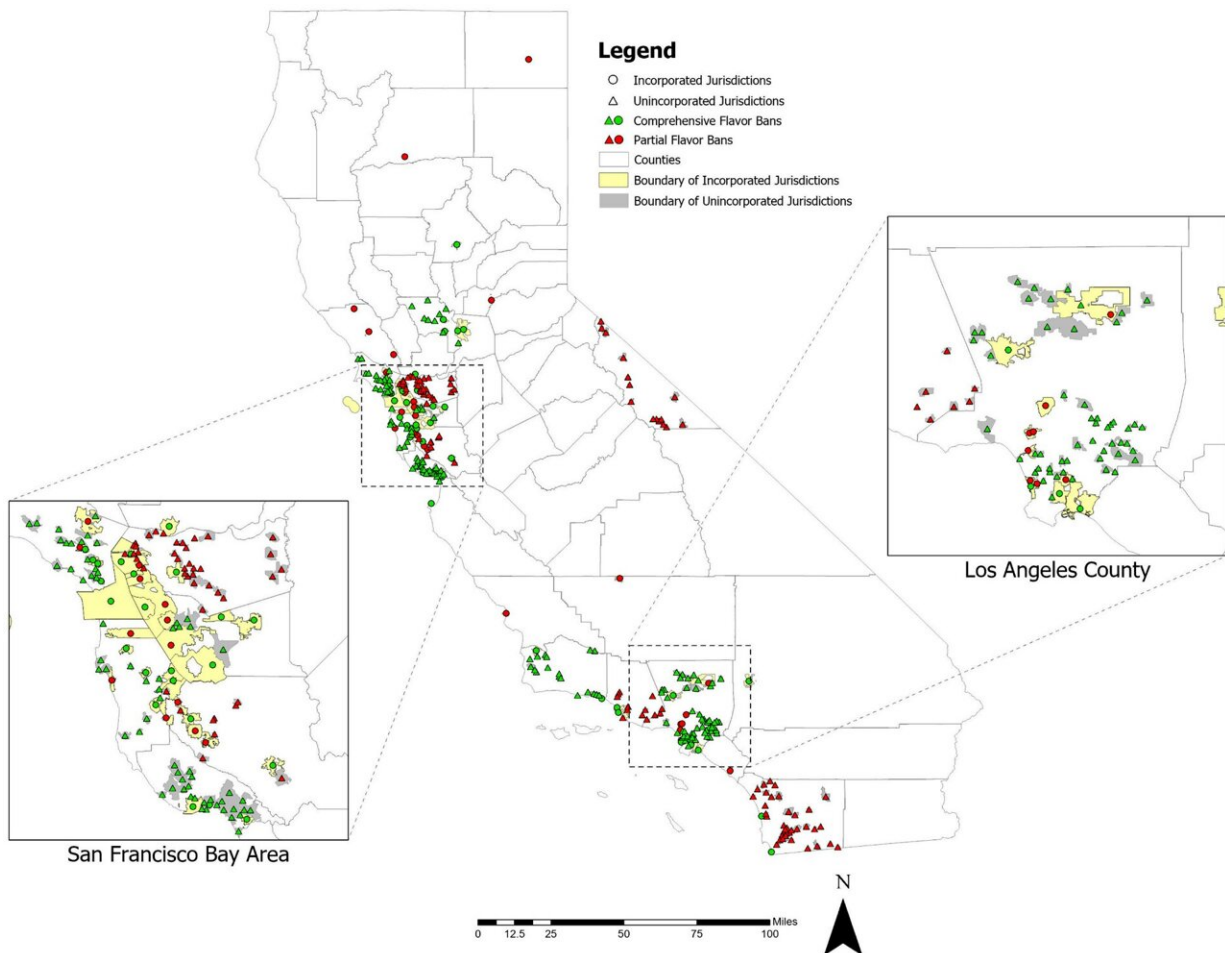 Legend
Incorporated Jurisdictions
Unincorporated Jurisdictions
Comprehensive Flavor Bans
Partial Flavor Bans
Counties
Boundary of Incorporated Jurisdictions
Boundary of Unincorporated Jurisdictions
Los Angeles County
San Francisco Bay Area
N
Miles
0 12.5 25 50 75 100